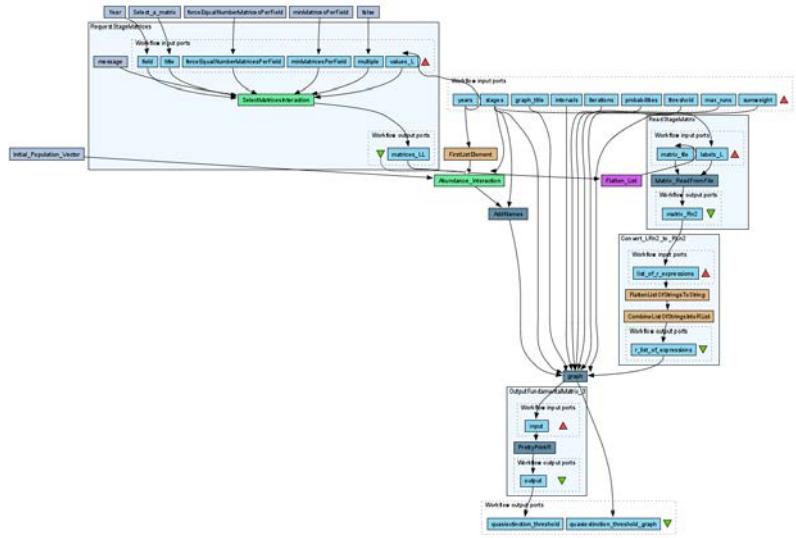 Year Select_a_matrix forceEqualNumberMatricesPerField minMatricesPerField false
RequestStageMatrices
Workflow input ports
message field title forceEqualNumberMatricesPerField minMatricesPerField multiple values_L
SelectMatricesInteraction
Workflow input ports
years stages graph_title intervals iterations probabilities threshold max_runs sumweight
ReadStageMatrix
Workflow input ports
Workflow output ports
Initial_Population_Vector matrices_LL FirstListElement matrix_file labels_L
Abundance_Interaction Flatten_List Matrix_ReadFromFile
Workflow output ports
AddNames matrix_Rn2
Convert_LRn2_to_RLn2
Workflow input ports
list_of_r_expressions
FlattenListOfStringsToString
CombineListOfStringsIntoRList
Workflow output ports
r_list_of_expressions
graph
OutputFundamentalMatrix_3
Workflow input ports
input
PrettyPrintR
Workflow output ports
output
Workflow output ports
quasiextinction_threshold quasiextinction_threshold_graph